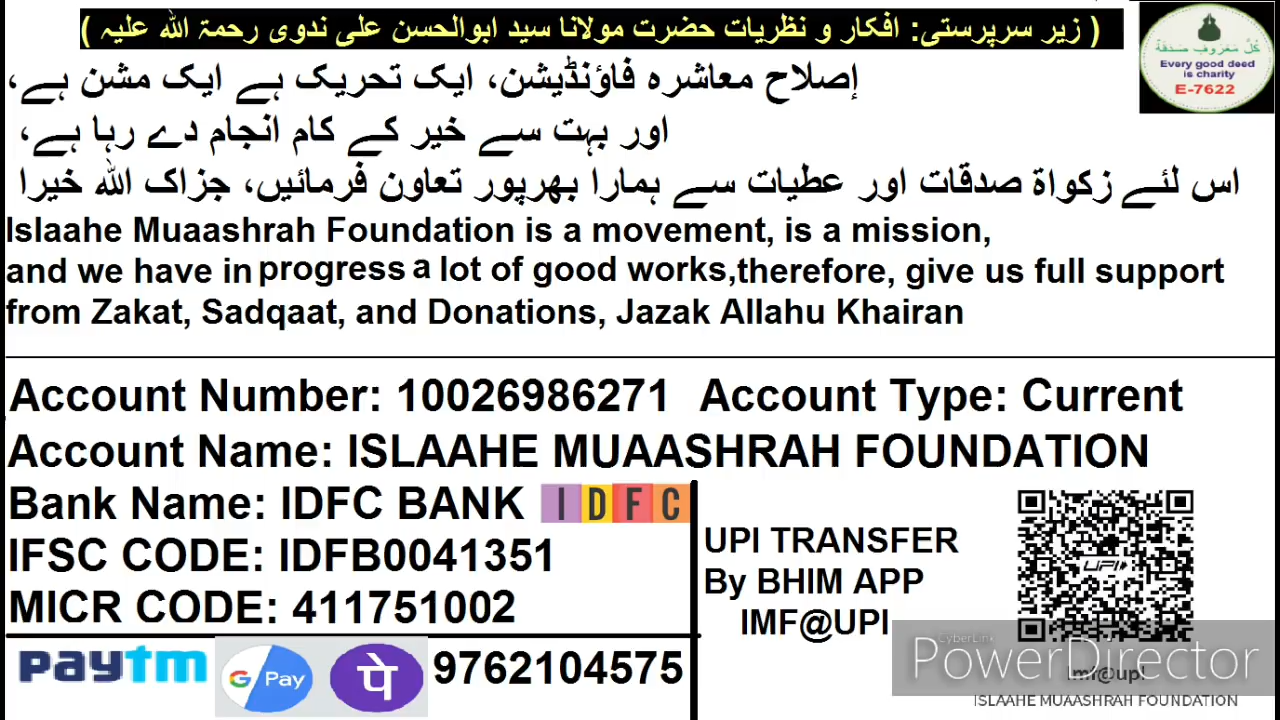 ( زیر سرپرستی: افکار و نظریات حضرت مولانا سید ابوالحسن علی ندوی رحمۃ اللہ علیہ )
كُلُّ مَعْرُوفٍ صَدَقَة
Every good deed
is charity
E-7622
إصلاح معاشرہ فاؤنڈیشن، ایک تحریک ہے ایک مشن ہے،
اور بہت سے خیر کے کام انجام دے رہا ہے،
اس لئے زکواۃ صدقات اور عطیات سے ہمارا بھرپور تعاون فرمائیں، جزاک اللہ خیرا
Islaahe Muaashrah Foundation is a movement, is a mission,
and we have in progress a lot of good works,therefore, give us full support
from Zakat, Sadqaat, and Donations, Jazak Allahu Khairan
Account Number: 10026986271 Account Type: Current
Account Name: ISLAAHE MUAASHRAH FOUNDATION
Bank Name: IDFC BANK IDFC
IFSC CODE: IDFB0041351
MICR CODE: 411751002
UPI TRANSFER
By BHIM APP
IMF@UPI
UPI
paytm G Pay पे 9762104575
CyberLink
PowerDirector
Imf@upi
ISLAAHE MUAASHRAH FOUNDATION